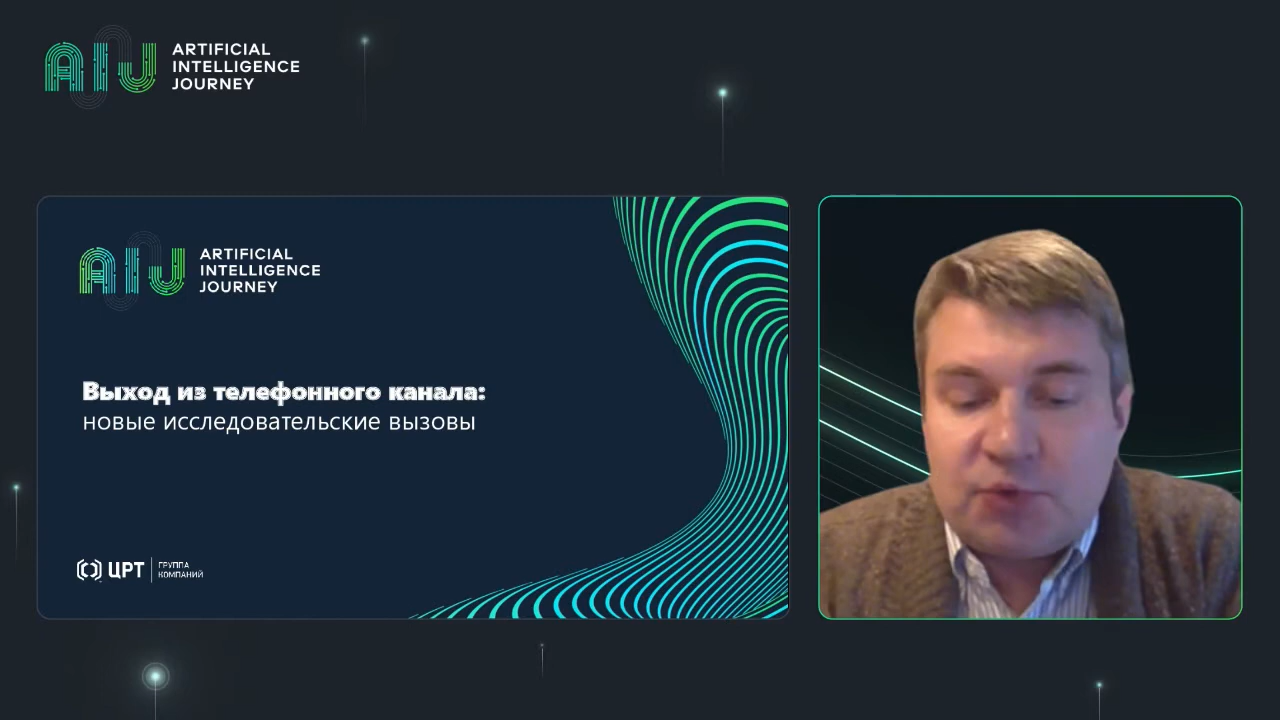 ARTIFICIAL
INTELLIGENCE
JOURNEY
ARTIFICIAL
INTELLIGENCE
JOURNEY
Выход из телефонного канала:
новые исследовательские вызовы
ЦРТ
ГРУППА
КОМПАНИЙ